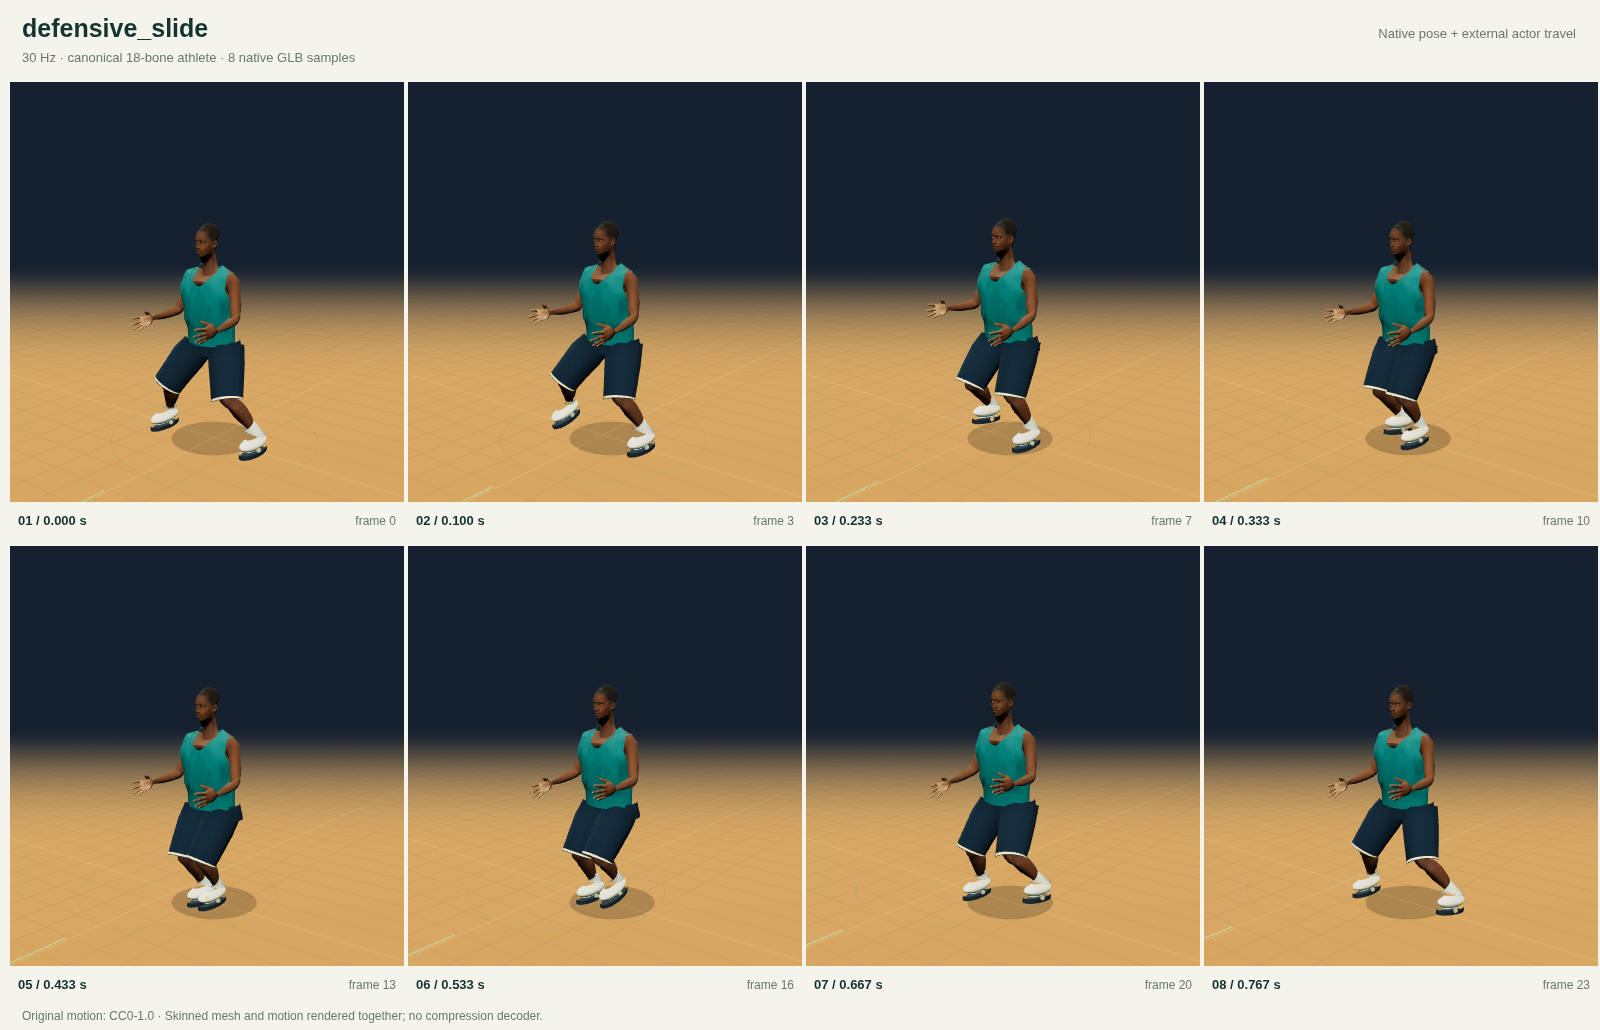 defensive_slide
Native pose + external actor travel
30 Hz · canonical 18-bone athlete · 8 native GLB samples
01 / 0.000 s
frame 0
02 / 0.100 s
frame 3
03 / 0.233 s
frame 7
04 / 0.333 s
frame 10
05 / 0.433 s
frame 13
06 / 0.533 s
frame 16
07 / 0.667 s
frame 20
08 / 0.767 s
frame 23
Original motion: CC0-1.0 · Skinned mesh and motion rendered together; no compression decoder.